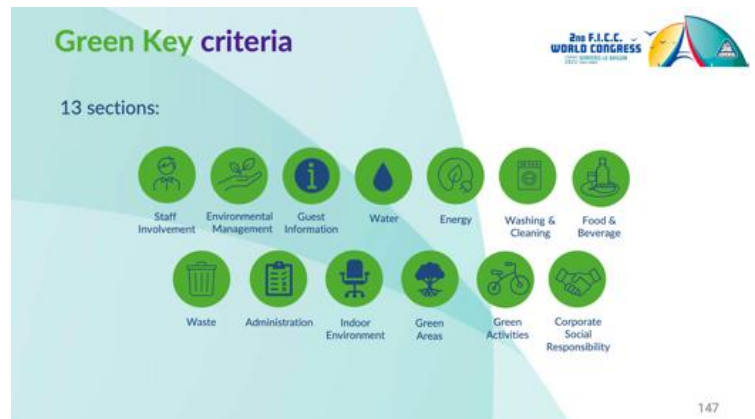 Green Key criteria
2ND F.I.C.C.
WORLD CONGRESS
13 sections:
Staff
Involvement
Environmental
Management
Guest
Information
Water
Energy
Washing &
Cleaning
Food &
Beverage
Waste
Administration
Indoor
Environment
Green
Areas
Green
Activities
Corporate
Social
Responsibility
147